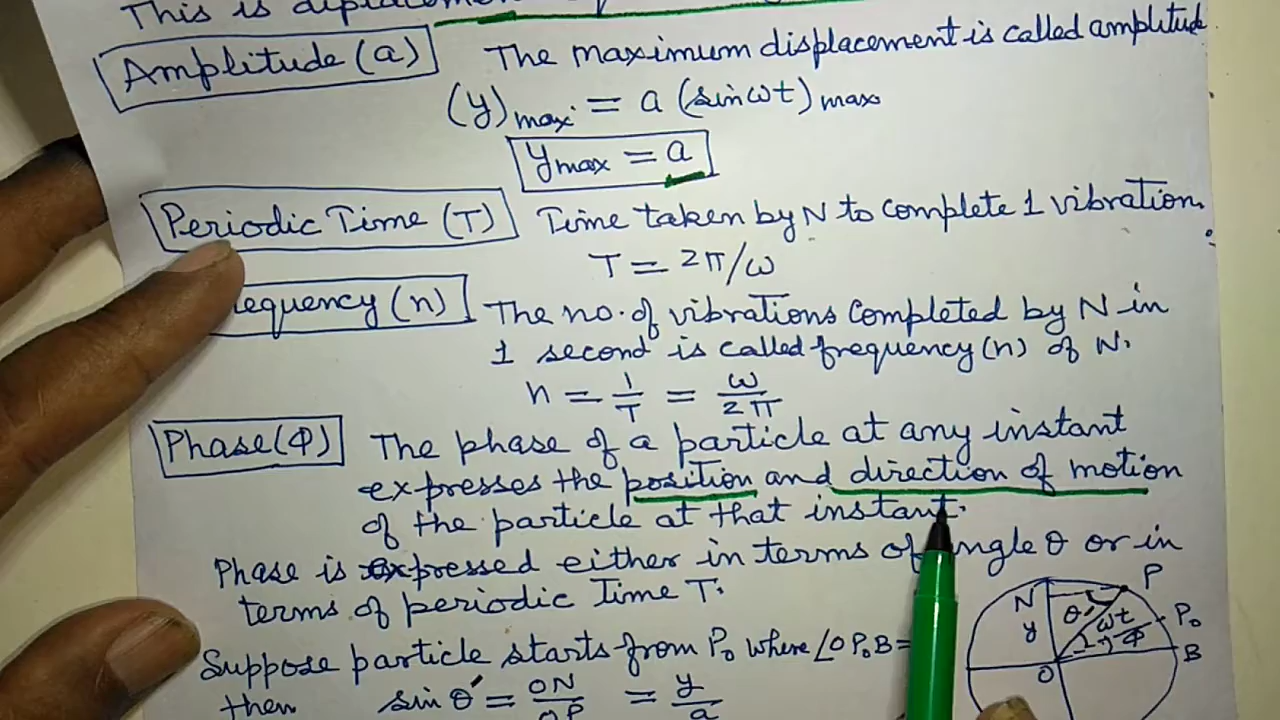 This is
Amplitude (a) The maximum displacement is called amplitude
(y)max = a (sinωt)max
ymax = a
Periodic Time (T) Time taken by N to complete 1 vibration.
T = 2π/ω
requency (n) The no. of vibrations completed by N in
1 second is called frequency (n) of N.
n = 1/T = ω/2π
Phase (Φ) The phase of a particle at any instant
expresses the position and direction of motion
of the particle at that instant.
Phase is expressed either in terms of angle θ or in
terms of periodic Time T.
Suppose particle starts from P₀ where ∠OP₀B=
then sin θ' = ON/OP = y/a
N P
y θ' ωt P₀
Φ B
O